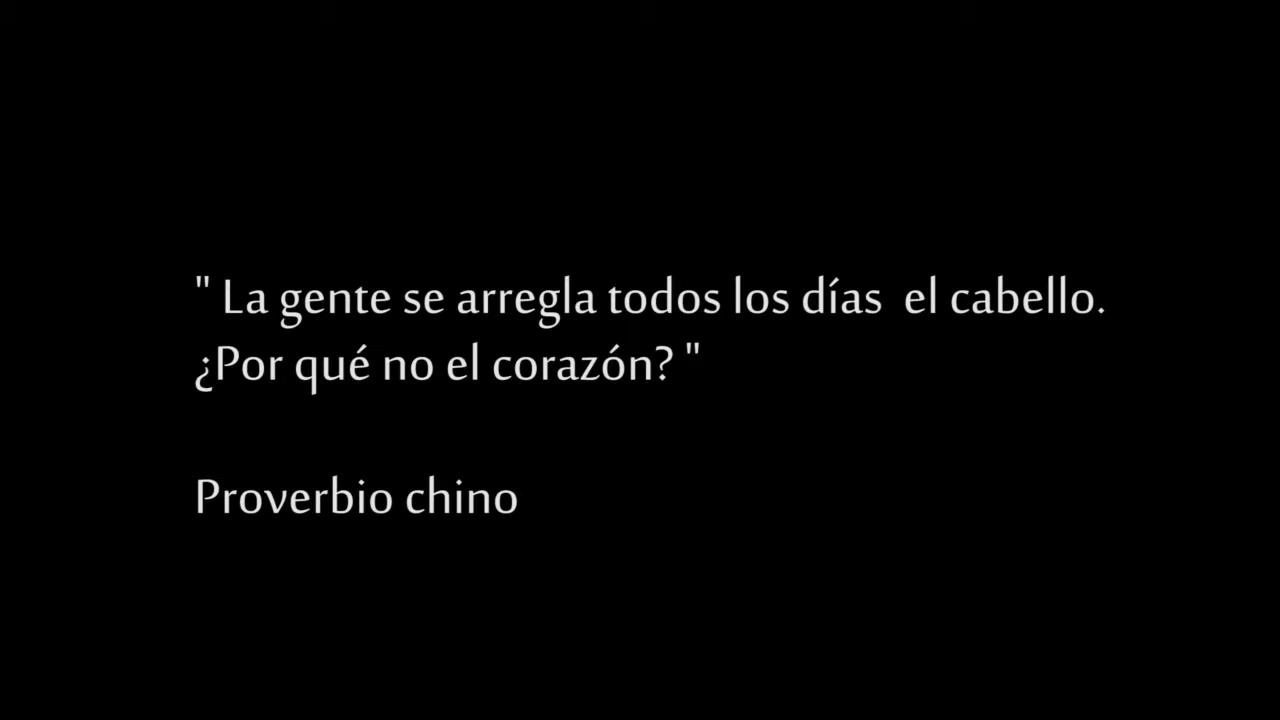 " La gente se arregla todos los días  el cabello.
¿Por qué no el corazón? "
Proverbio chino